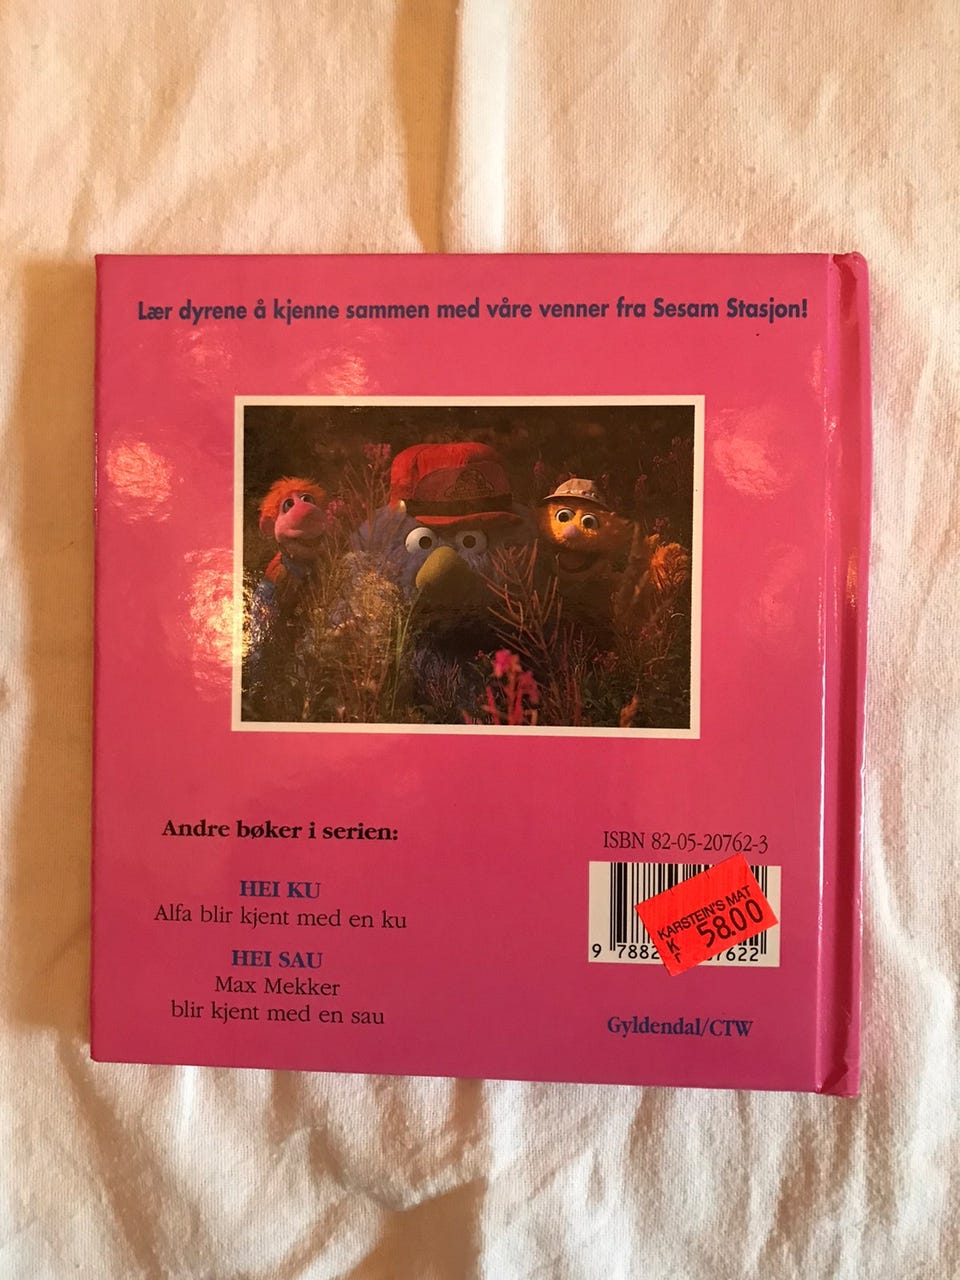 Lær dyrene å kjenne sammen med våre venner fra Sesam Stasjon!
Andre bøker i serien:
HEI KU
Alfa blir kjent med en ku
HEI SAU
Max Mekker
blir kjent med en sau
ISBN 82-05-20762-3
KARSTEIN'S MAT
58.00
Gyldendal/CTW